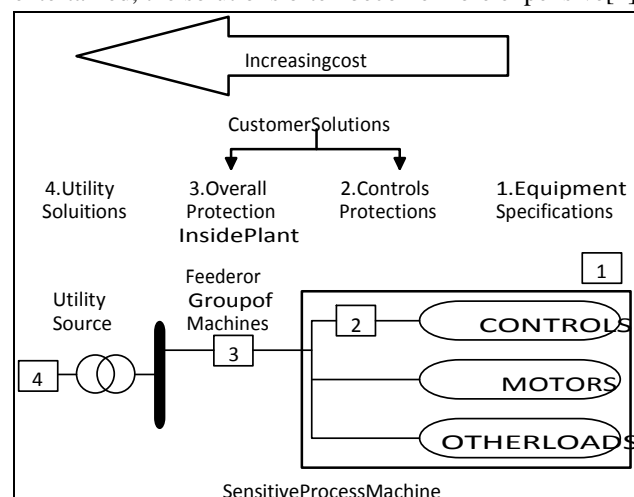 Increasingcost
CustomerSolutions
4.Utility
Soluitions
3.Overall
Protection
InsidePlant
2.Controls
Protections
1.Equipment
Specifications
1
Utility
Source
Feederor
Groupof
Machines
2
CONTROLS
3
4
MOTORS
OTHERLOADS
SensitiveProcessMachine